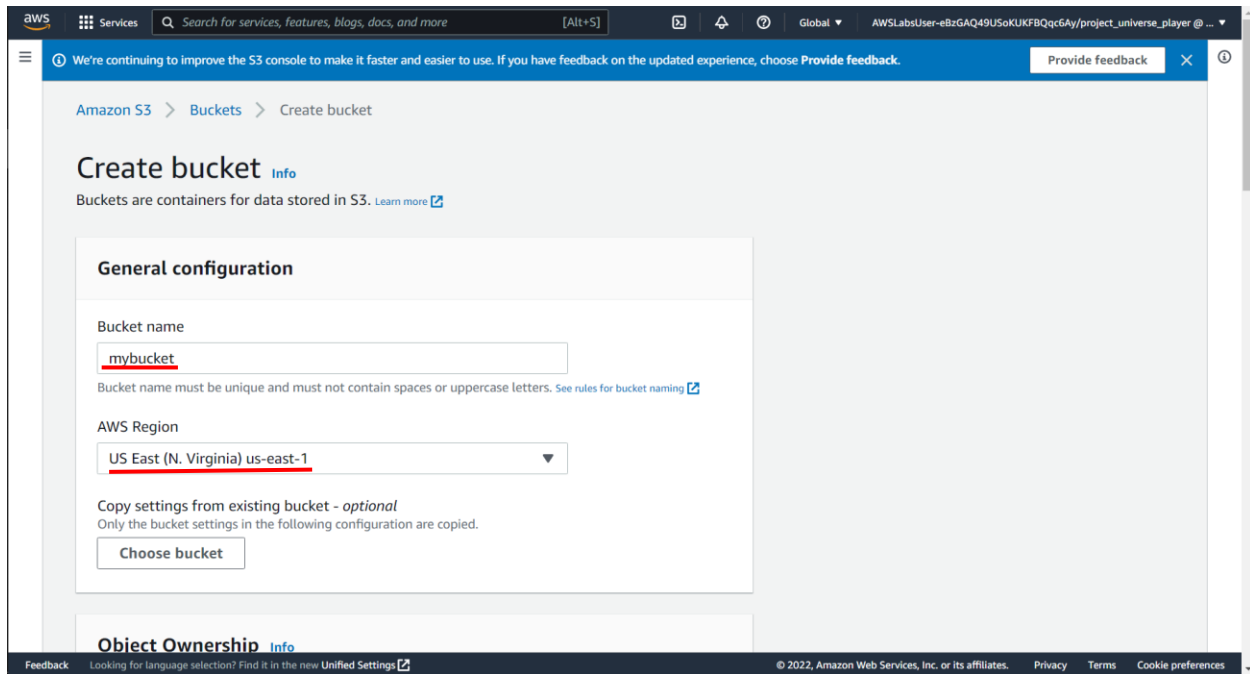 aws Services Search for services, features, blogs, docs, and more [Alt+S] Global ▼ AWSLabsUser-eBzGAQ49USoKUKFBQqc6Ay/project_universe_player @ ... ▼
We're continuing to improve the S3 console to make it faster and easier to use. If you have feedback on the updated experience, choose Provide feedback. Provide feedback
Amazon S3 > Buckets > Create bucket
Create bucket Info
Buckets are containers for data stored in S3. Learn more
General configuration
Bucket name
mybucket
Bucket name must be unique and must not contain spaces or uppercase letters. See rules for bucket naming
AWS Region
US East (N. Virginia) us-east-1
Copy settings from existing bucket - optional
Only the bucket settings in the following configuration are copied.
Choose bucket
Object Ownership Info
Feedback Looking for language selection? Find it in the new Unified Settings © 2022, Amazon Web Services, Inc. or its affiliates. Privacy Terms Cookie preferences